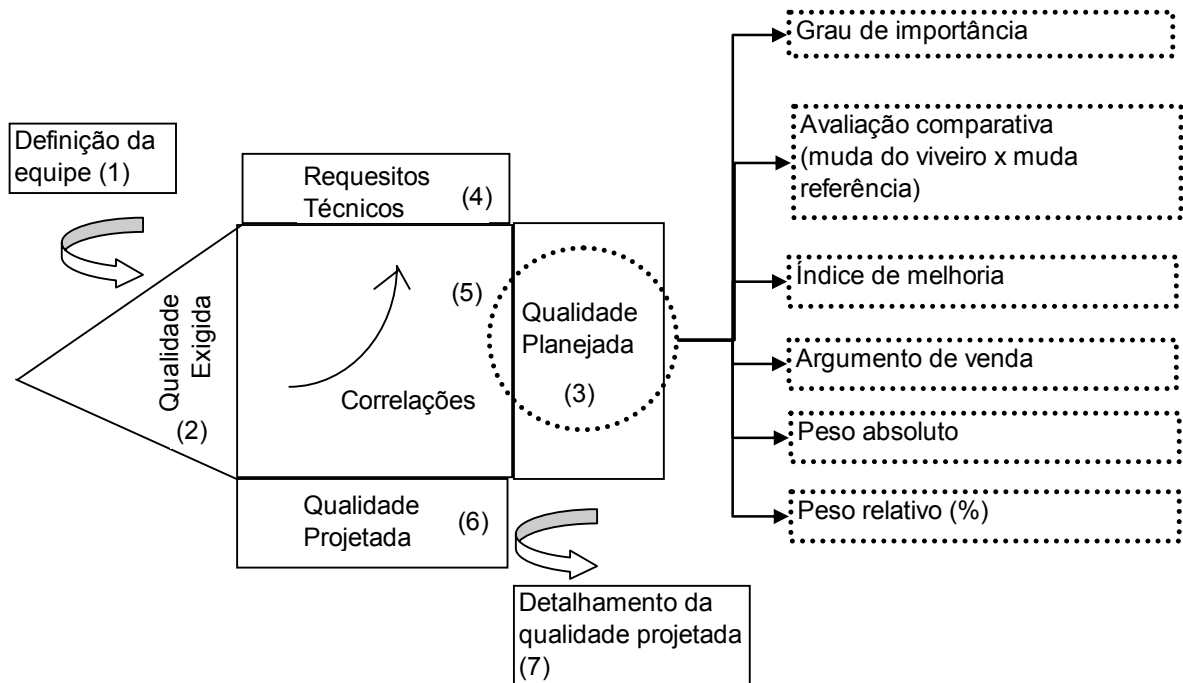 Definição da
equipe (1)
Qualidade
Exigida
(2)
Requesitos
Técnicos
(4)
(5)
Correlações
Qualidade
Planejada
(3)
Qualidade
Projetada
(6)
Detalhamento da
qualidade projetada
(7)
Grau de importância
Avaliação comparativa
(muda do viveiro x muda
referência)
Índice de melhoria
Argumento de venda
Peso absoluto
Peso relativo (%)